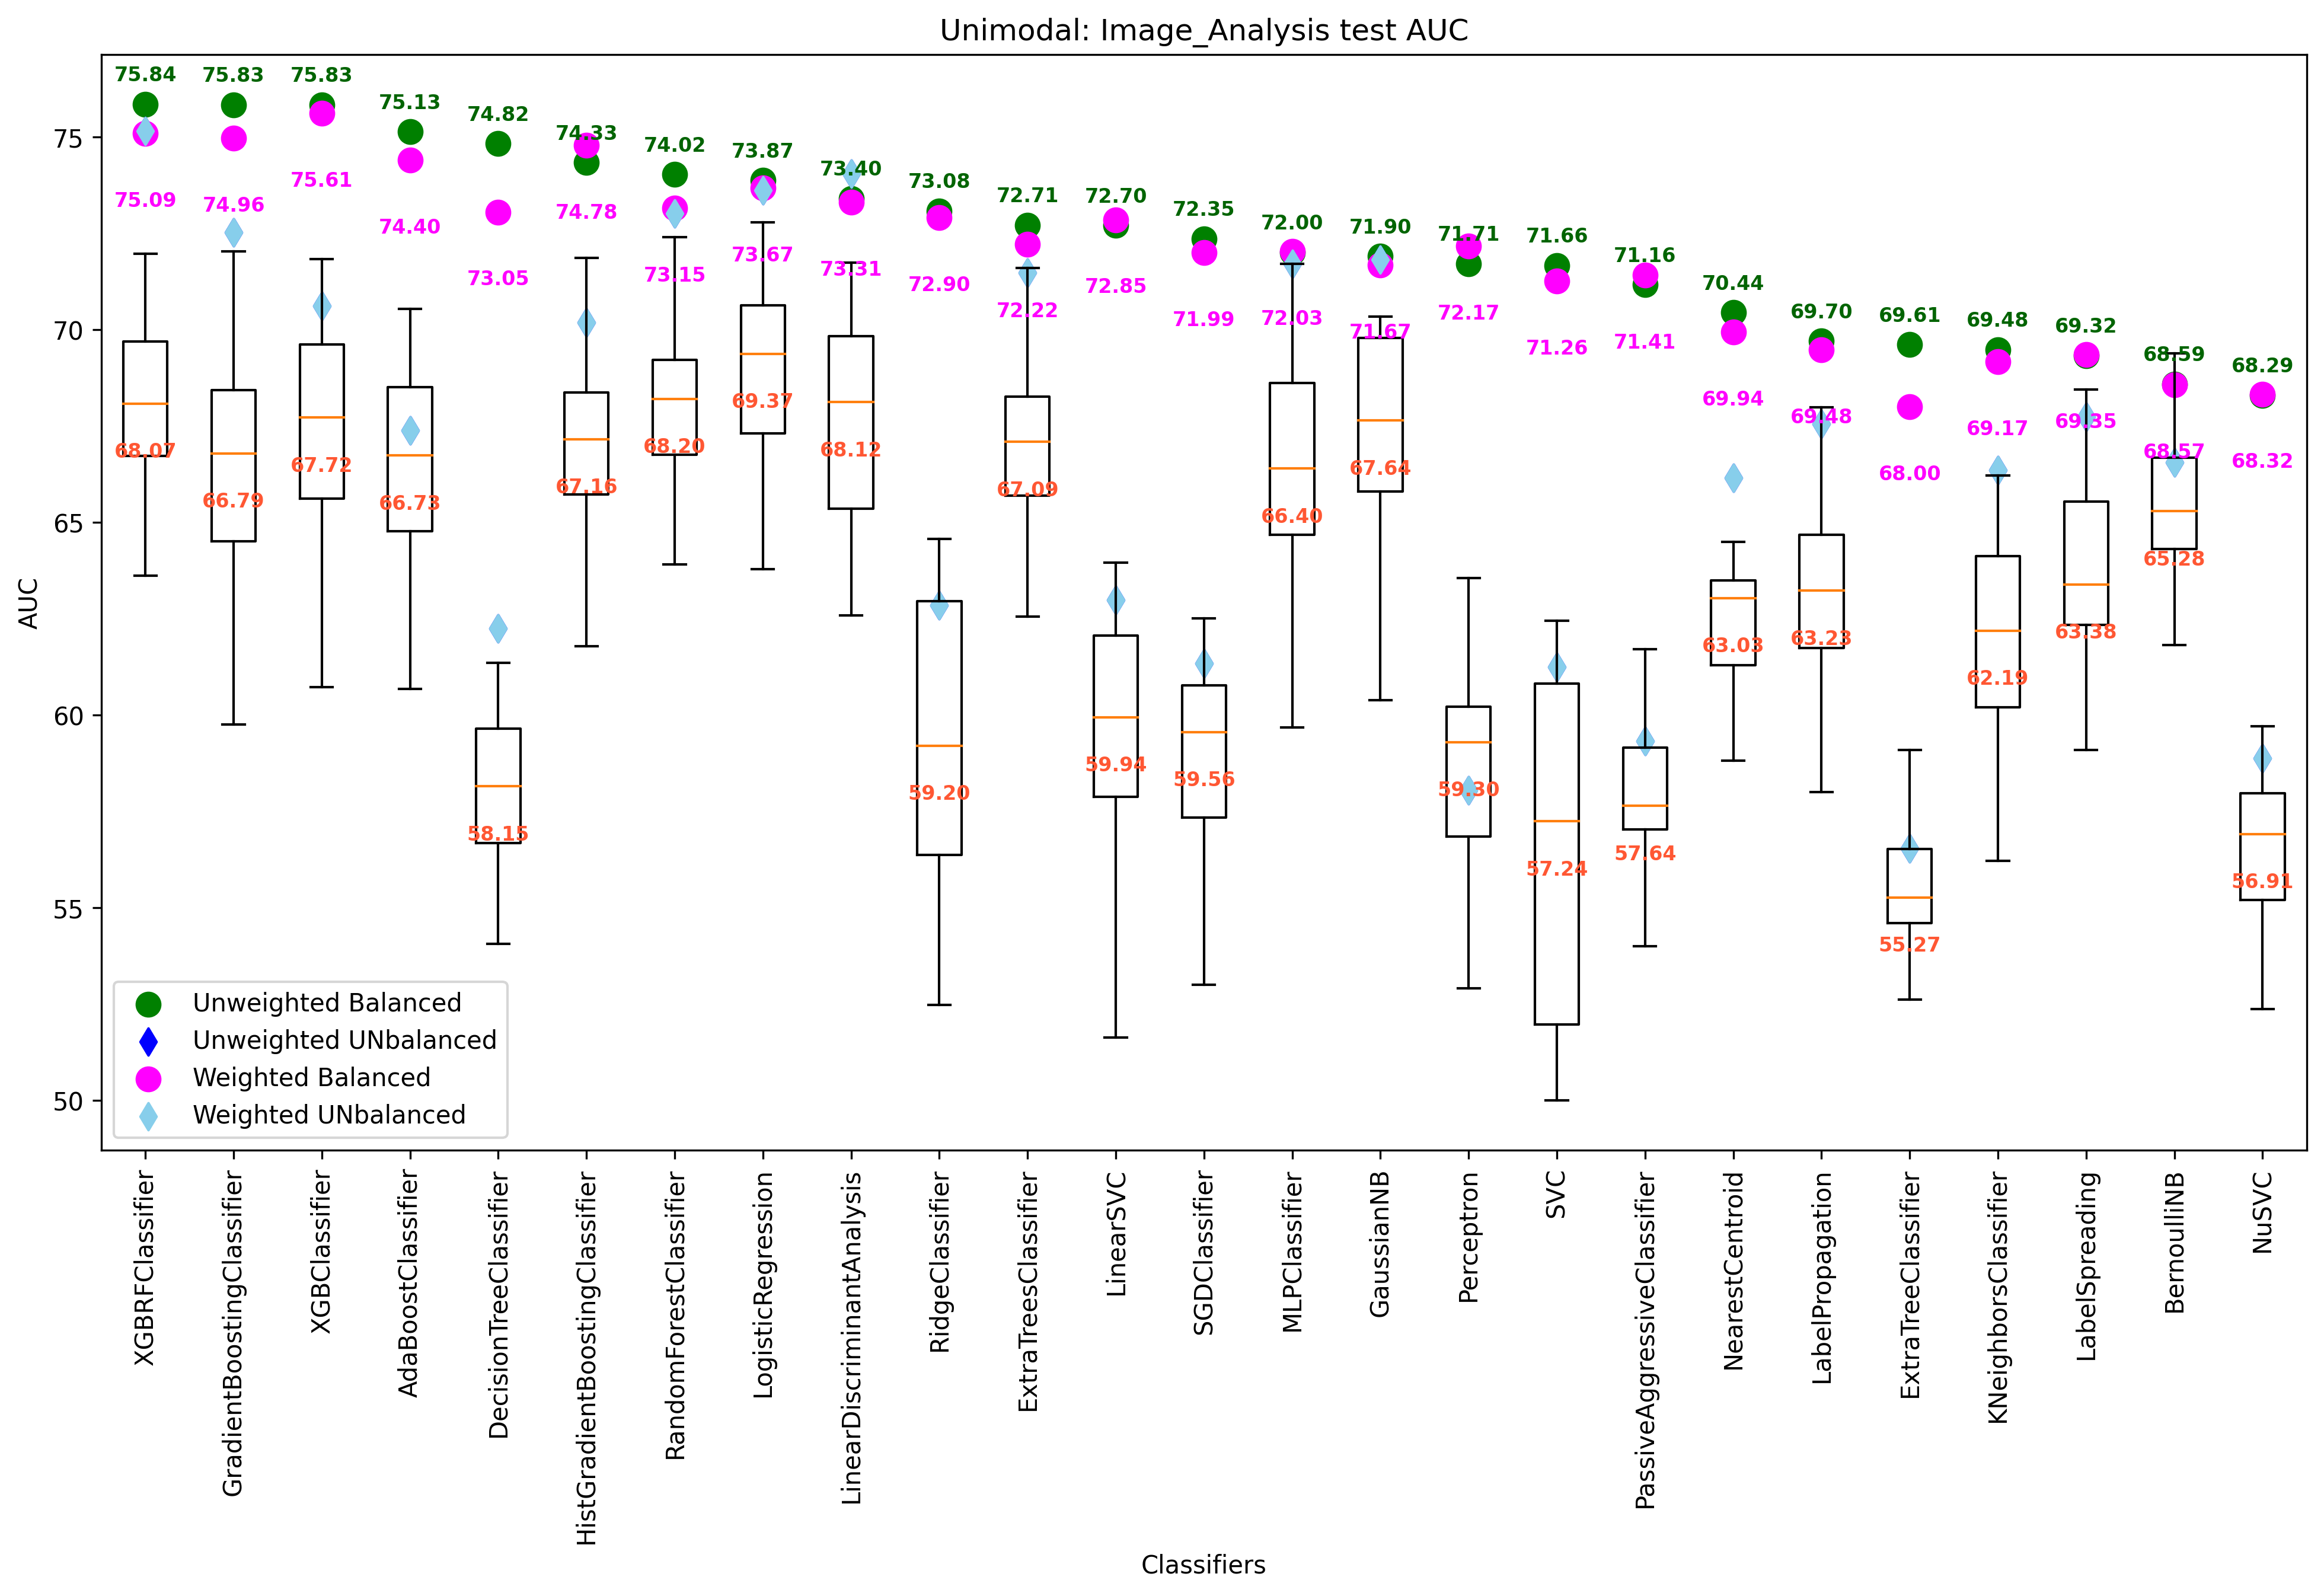 Unimodal: Image_Analysis test AUC
75.84 75.83 75.83 75.13 74.82 74.33 74.02 73.87 73.40 73.08 72.71 72.70 72.35 72.00 71.90 71.71 71.66 71.16 70.44 69.70 69.61 69.48 69.32 68.59 68.29
75.09 74.96 75.61 74.40 73.05 74.78 73.15 73.67 73.31 72.90 72.22 72.85 71.99 72.03 71.67 72.17 71.26 71.41 69.94 69.48 68.00 69.17 69.35 68.57 68.32
68.07 66.79 67.72 66.73 58.15 67.16 68.20 69.37 68.12 59.20 67.09 59.94 59.56 66.40 67.64 59.30 57.24 57.64 63.03 63.23 55.27 62.19 63.38 65.28 56.91
AUC
75
70
65
60
55
50
Unweighted Balanced
Unweighted UNbalanced
Weighted Balanced
Weighted UNbalanced
XGBRFClassifier
GradientBoostingClassifier
XGBClassifier
AdaBoostClassifier
DecisionTreeClassifier
HistGradientBoostingClassifier
RandomForestClassifier
LogisticRegression
LinearDiscriminantAnalysis
RidgeClassifier
ExtraTreesClassifier
LinearSVC
SGDClassifier
MLPClassifier
GaussianNB
Perceptron
SVC
PassiveAggressiveClassifier
NearestCentroid
LabelPropagation
ExtraTreeClassifier
KNeighborsClassifier
LabelSpreading
BernoulliNB
NuSVC
Classifiers